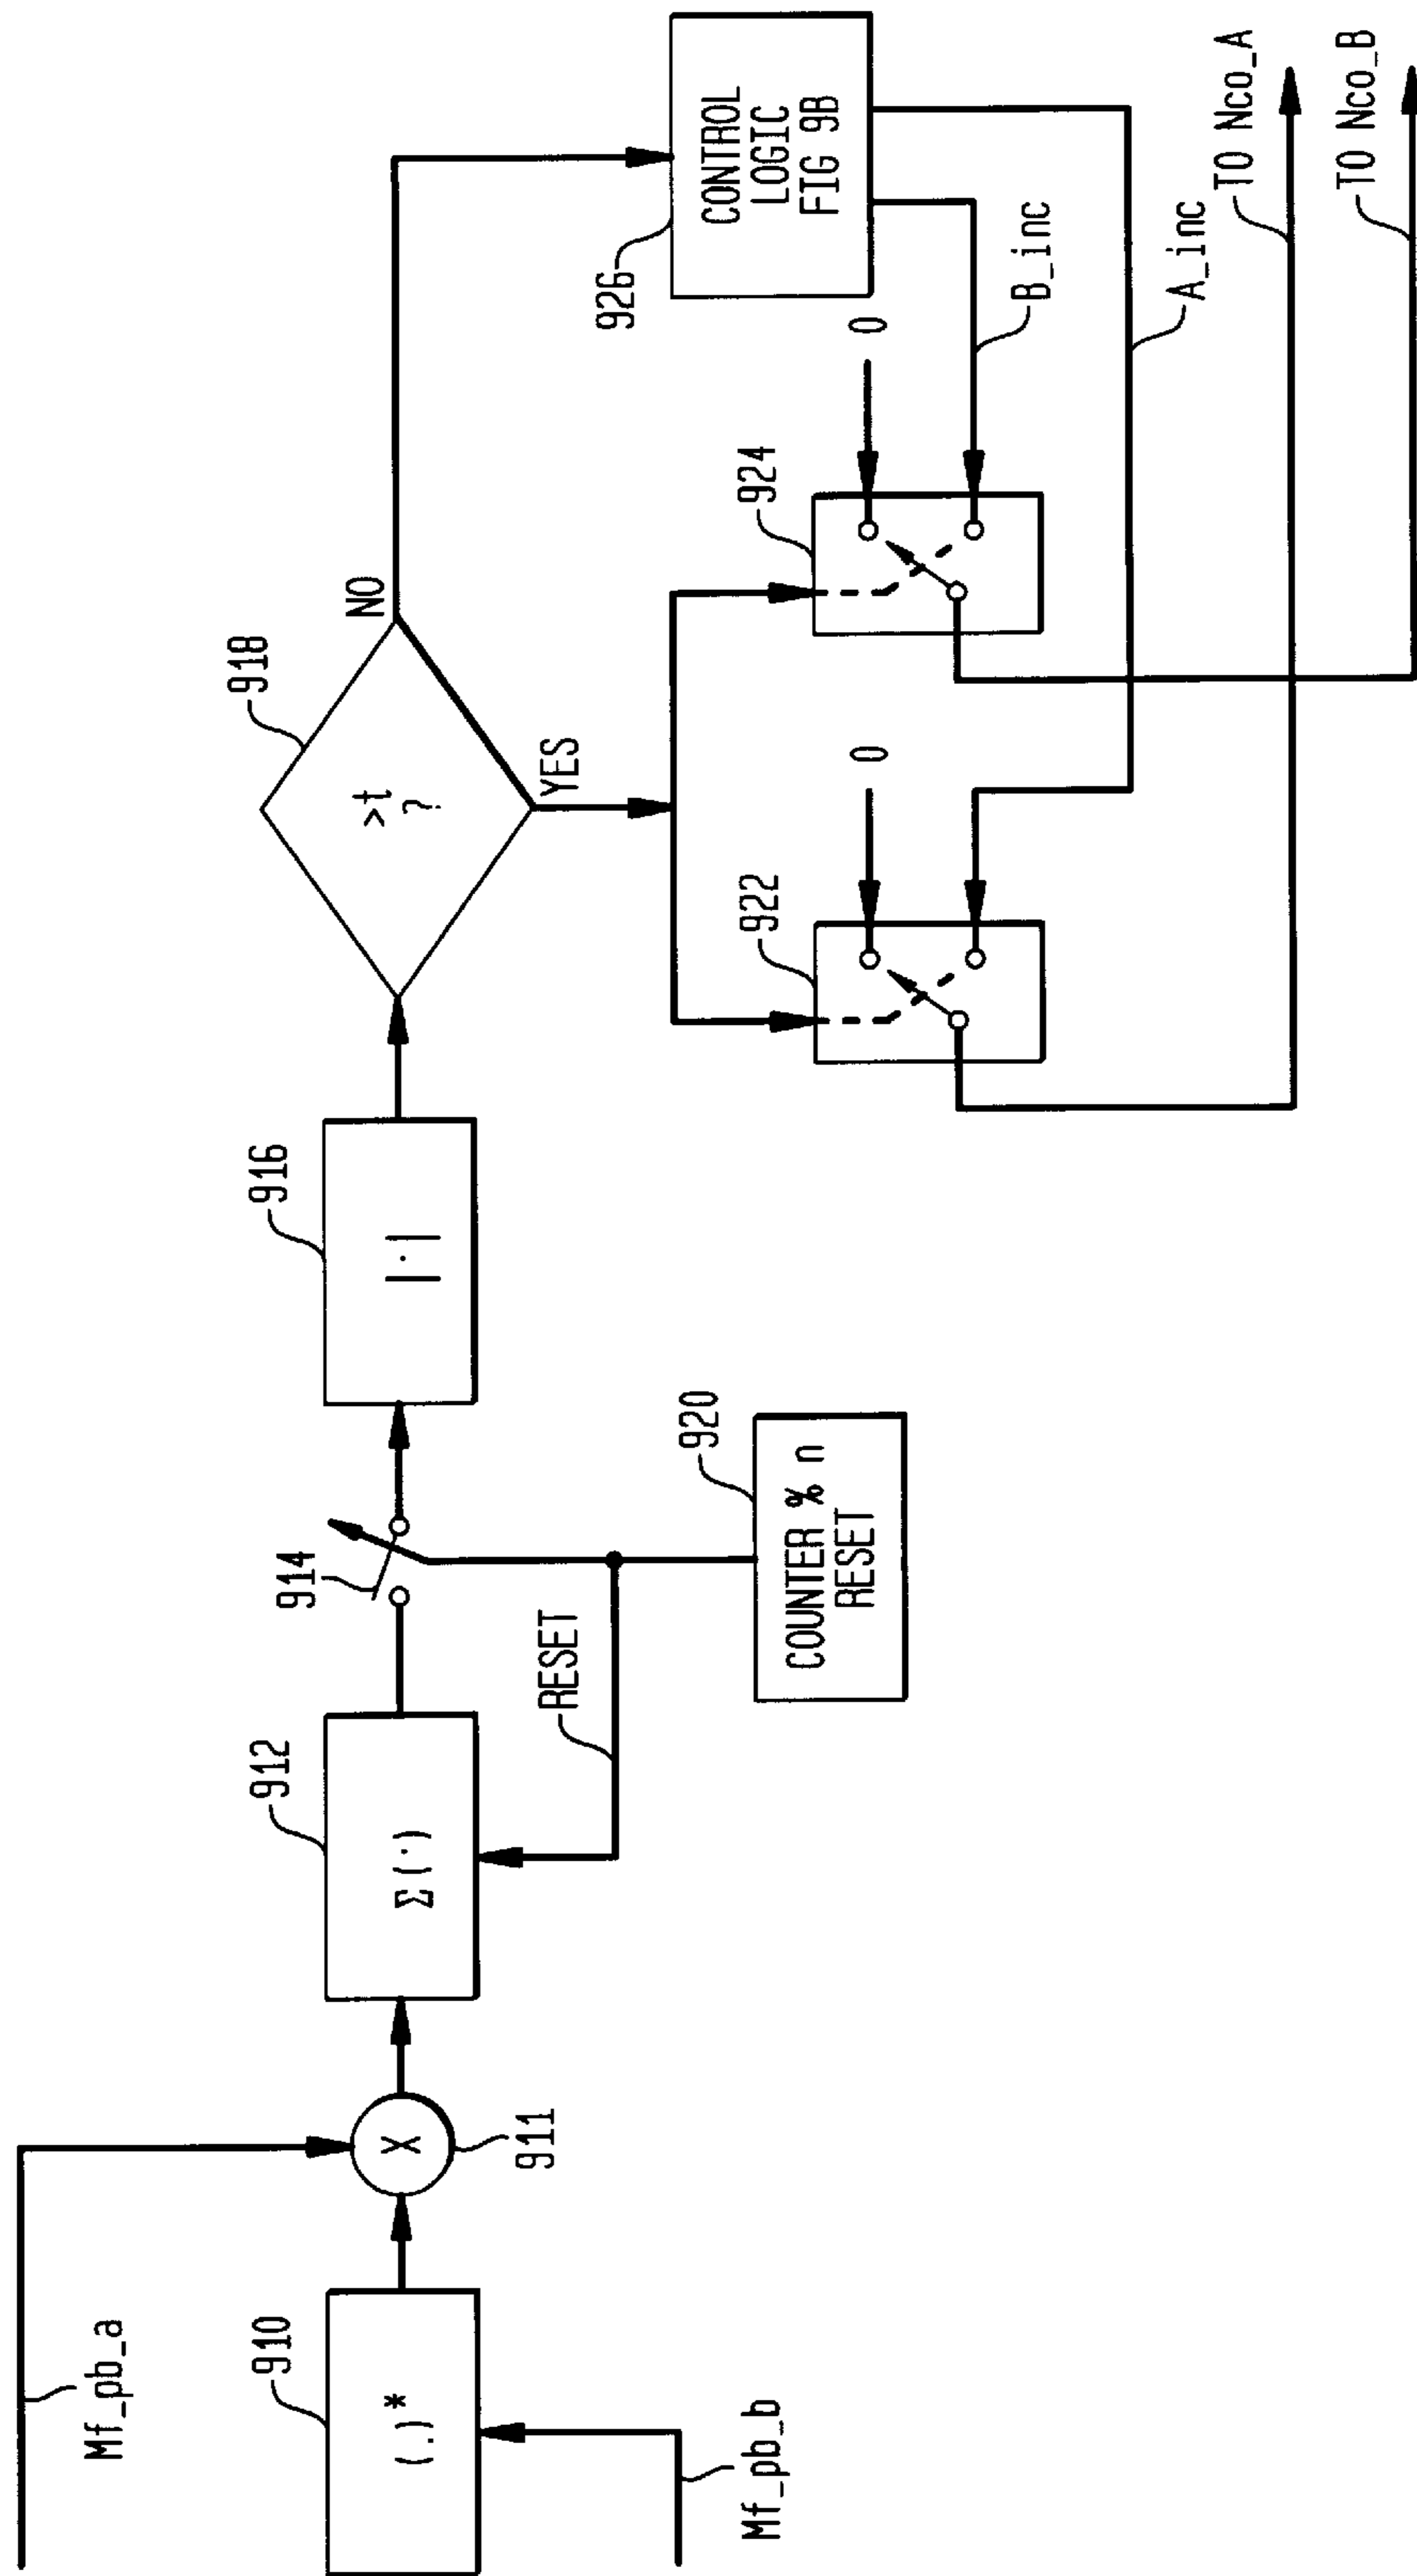 Mf_pb_a
910
(.)*
Mf_pb_b
X
911
912
Σ(·)
RESET
914
920
COUNTER % n
RESET
916
|·|
918
>t
?
NO
YES
922
0
924
0
926
CONTROL
LOGIC
FIG 9B
B_inc
A_inc
TO Nco_A
TO Nco_B